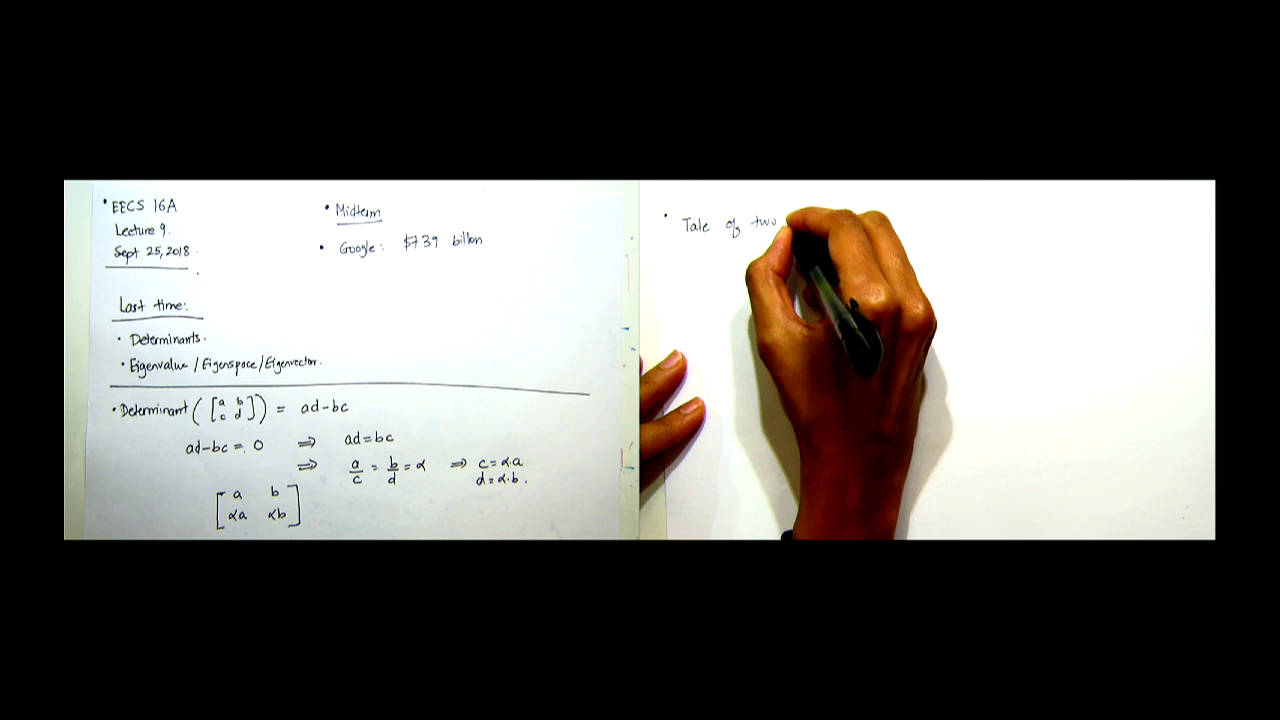 • EECS 16A
Lecture 9.
Sept 25, 2018
• Midterm
• Google: $739 billion
Last time:
• Determinants.
• Eigenvalue / Eigenspace / Eigenvector.
• Determinant ([a b
c d]) = ad-bc
ad-bc = 0 ⇒ ad=bc
⇒ a/c = b/d = α ⇒ c = α.a
d = α.b.
[a b
αa αb]
• Tale of two